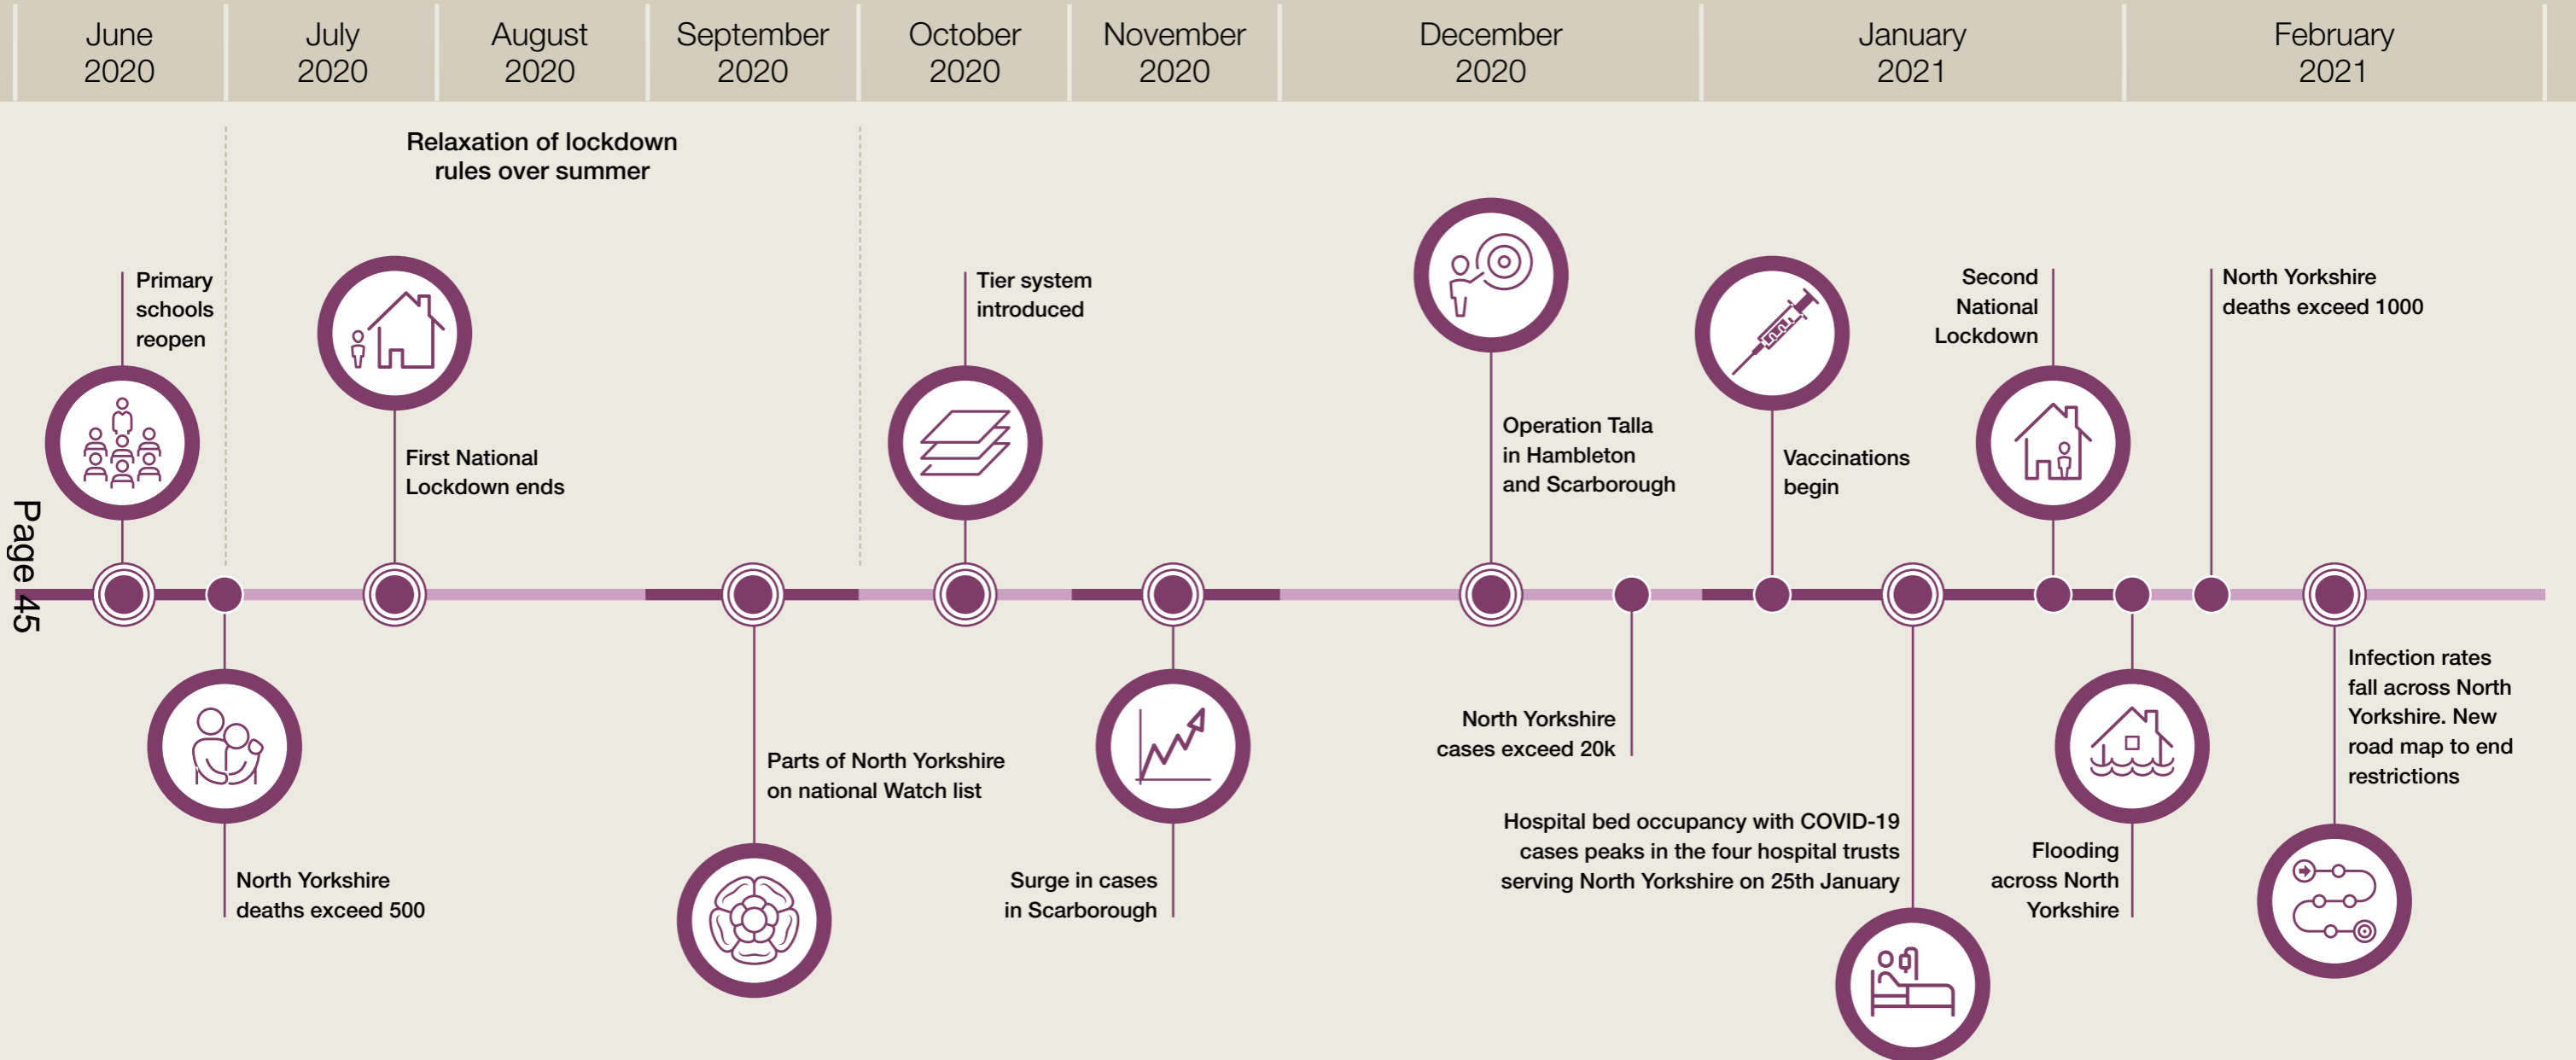 June
2020
July
2020
August
2020
September
2020
October
2020
November
2020
December
2020
January
2021
February
2021
Relaxation of lockdown
rules over summer
Primary
schools
reopen
First National
Lockdown ends
Tier system
introduced
Operation Talla
in Hambleton
and Scarborough
Vaccinations
begin
Second
National
Lockdown
North Yorkshire
deaths exceed 1000
Page 45
North Yorkshire
deaths exceed 500
Parts of North Yorkshire
on national Watch list
Surge in cases
in Scarborough
North Yorkshire
cases exceed 20k
Hospital bed occupancy with COVID-19
cases peaks in the four hospital trusts
serving North Yorkshire on 25th January
Flooding
across North
Yorkshire
Infection rates
fall across North
Yorkshire. New
road map to end
restrictions